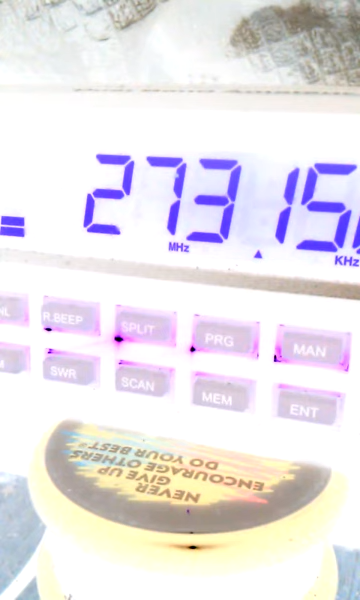 273.15
MHz
KHz
R.BEEP
SPLIT
PRG
MAN
SWR
SCAN
MEM
ENT
NEVER
GIVE UP
ENCOURAGE OTHERS
DO YOUR BEST